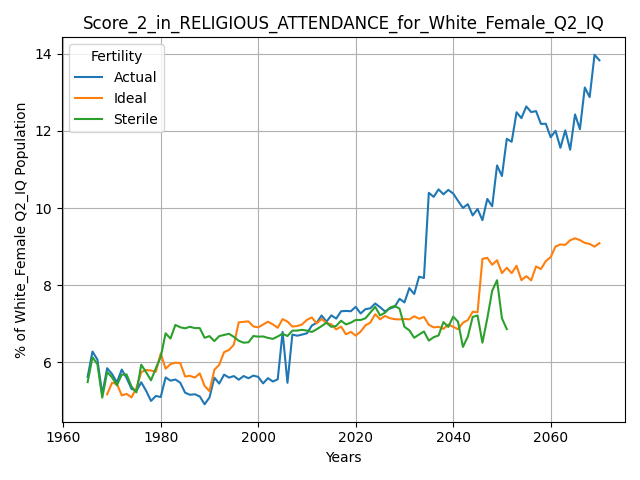 Score_2_in_RELIGIOUS_ATTENDANCE_for_White_Female_Q2_IQ
Fertility
Actual
Ideal
Sterile
% of White_Female Q2_IQ Population
14
12
10
8
6
1960
1980
2000
2020
2040
2060
Years